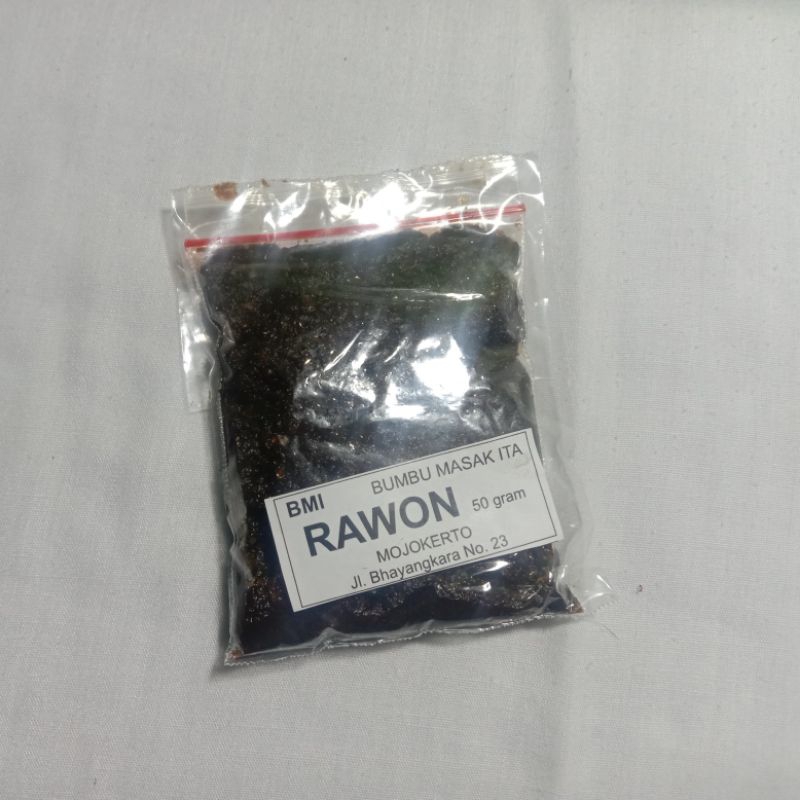 BMI BUMBU MASAK ITA
RAWON 50 gram
MOJOKERTO
Jl. Bhayangkara No. 23